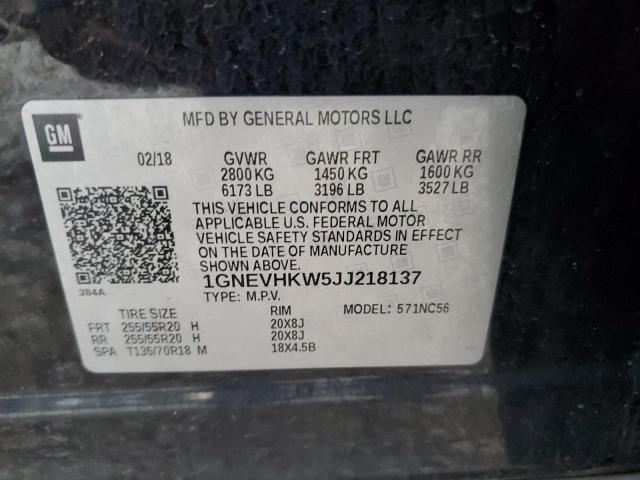 GM
MFD BY GENERAL MOTORS LLC
02/18 GVWR GAWR FRT GAWR RR
2800 KG 1450 KG 1600 KG
6173 LB 3196 LB 3527 LB
THIS VEHICLE CONFORMS TO ALL
APPLICABLE U.S. FEDERAL MOTOR
VEHICLE SAFETY STANDARDS IN EFFECT
ON THE DATE OF MANUFACTURE
SHOWN ABOVE.
384A
1GNEVHKW5JJ218137
TYPE: M.P.V. MODEL: 571NC56
TIRE SIZE RIM
FRT 255/55R20 H 20X8J
RR 255/55R20 H 20X8J
SPA T135/70R18 M 18X4.5B